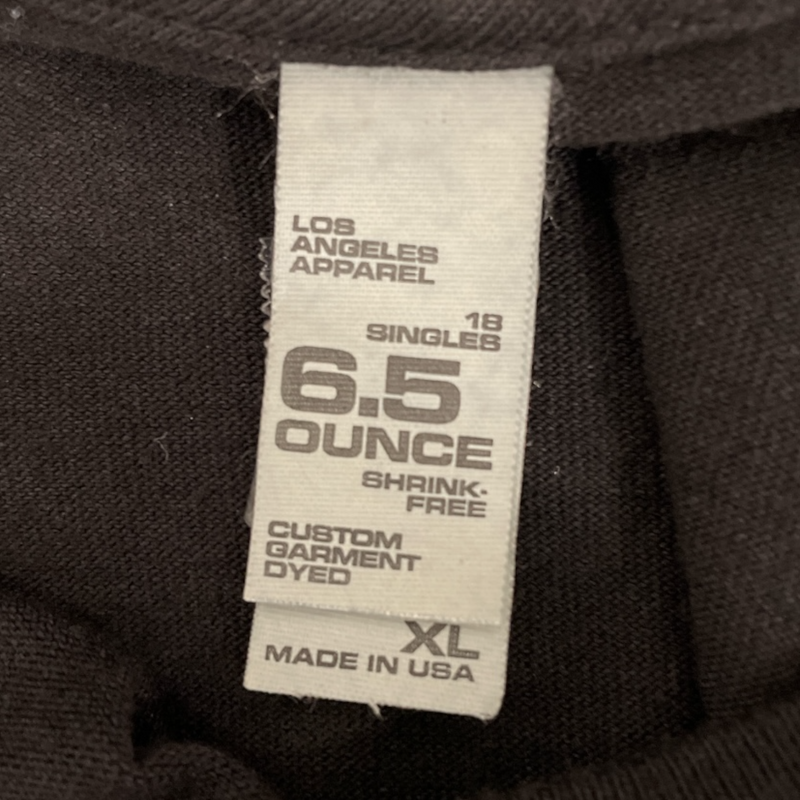 LOS
ANGELES
APPAREL
18
SINGLES
6.5
OUNCE
SHRINK-
FREE
CUSTOM
GARMENT
DYED
XL
MADE IN USA